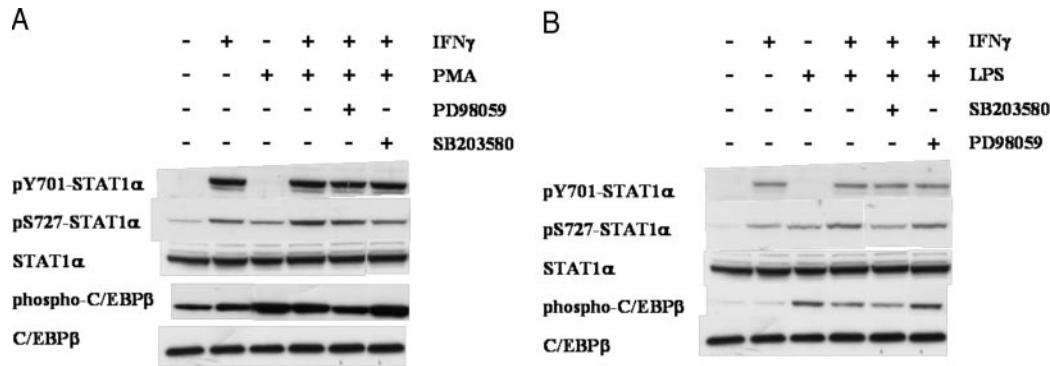 A
- + - + + + IFNγ
- - + + + + PMA
- - - - + - PD98059
- - - - - + SB203580
pY701-STAT1α
pS727-STAT1α
STAT1α
phospho-C/EBPβ
C/EBPβ
B
- + - + + + IFNγ
- - + + + + LPS
- - - - + - SB203580
- - - - - + PD98059
pY701-STAT1α
pS727-STAT1α
STAT1α
phospho-C/EBPβ
C/EBPβ